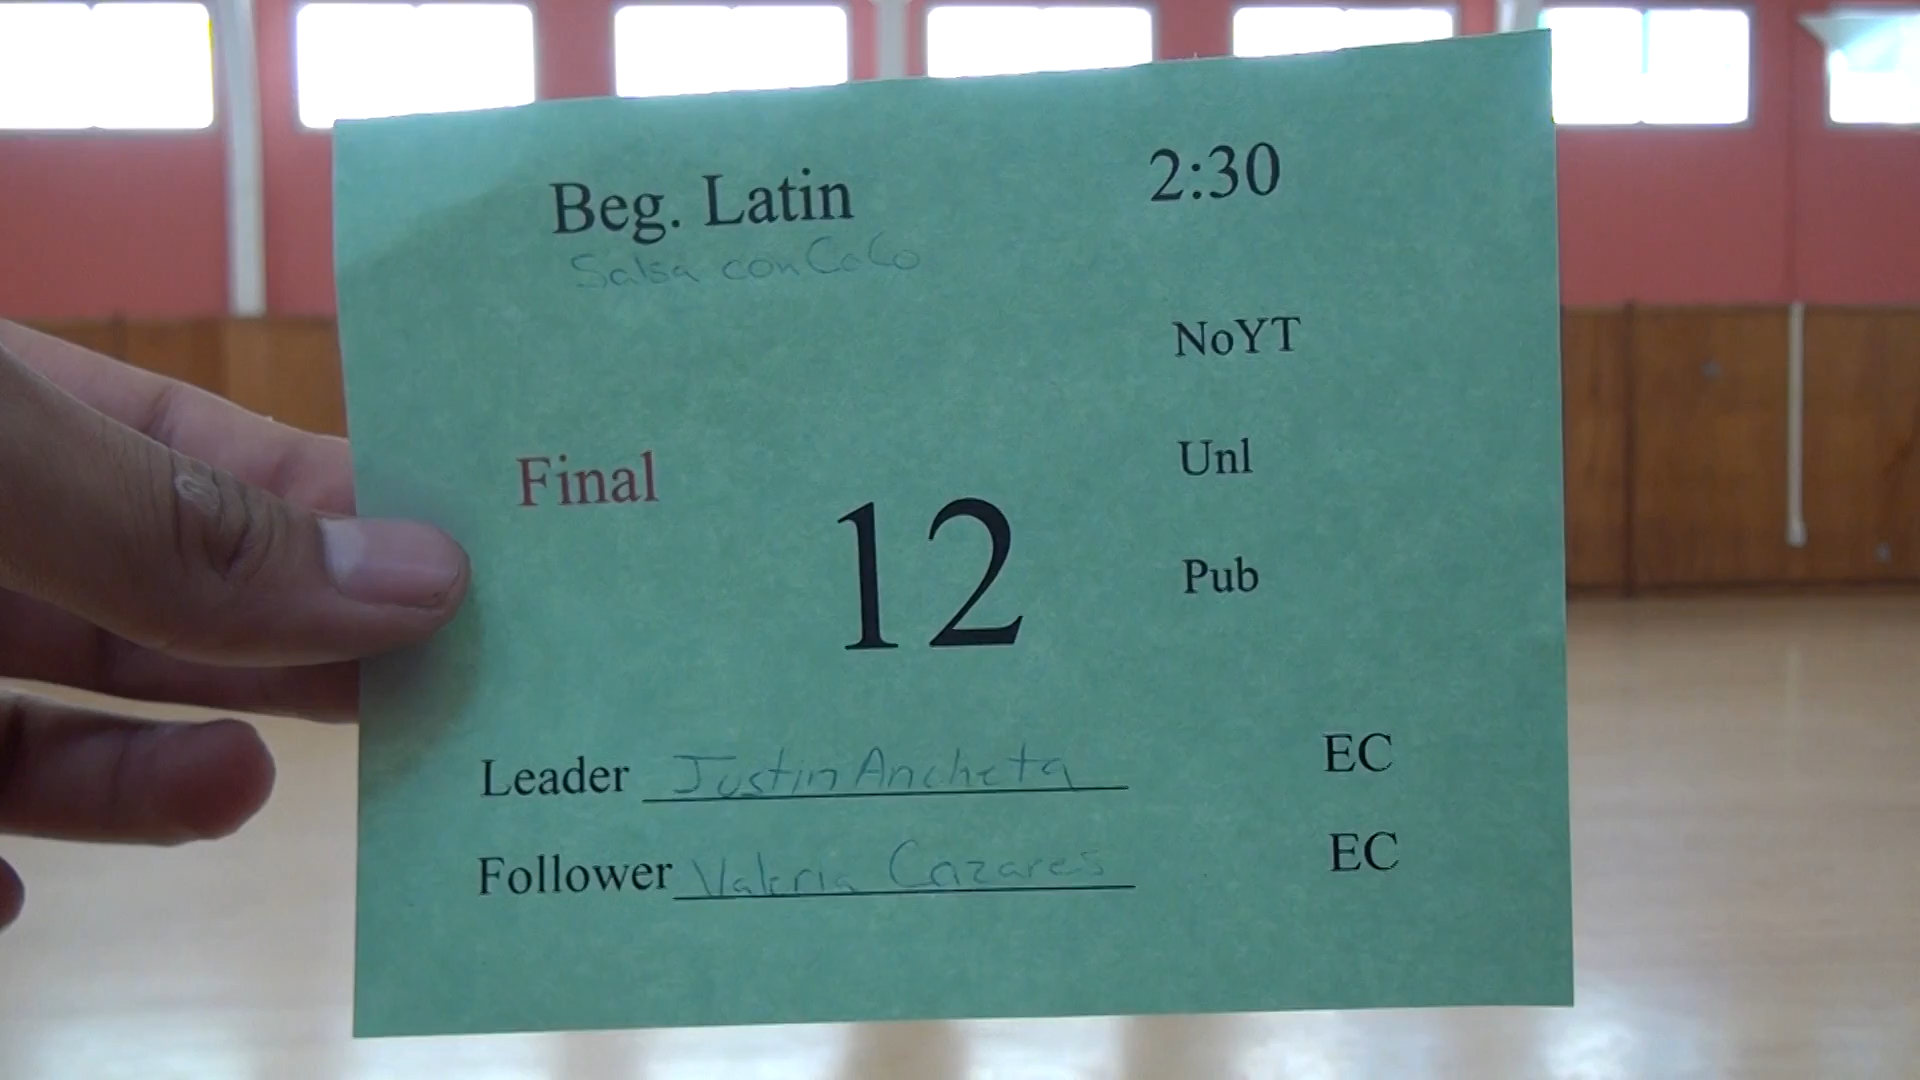 Beg. Latin 2:30
Salsa con CoCo
NoYT
Unl
Final
12
Pub
Leader Justin Ancheta EC
Follower Valeria Cazares EC